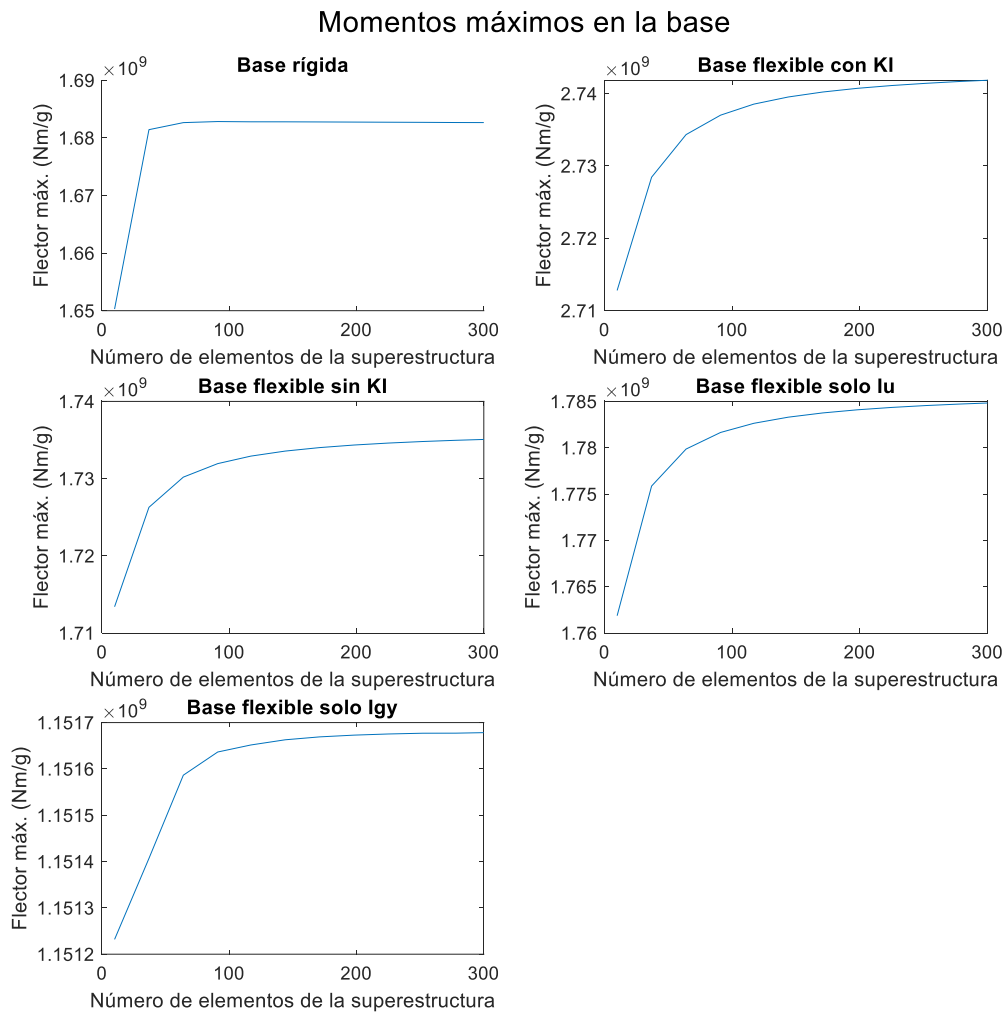 Momentos máximos en la base
×10^9
Base rígida
Flector máx. (Nm/g)
1.69
1.68
1.67
1.66
1.65
0 100 200 300
Número de elementos de la superestructura
×10^9
Base flexible con KI
Flector máx. (Nm/g)
2.74
2.73
2.72
2.71
0 100 200 300
Número de elementos de la superestructura
×10^9
Base flexible sin KI
Flector máx. (Nm/g)
1.74
1.73
1.72
1.71
0 100 200 300
Número de elementos de la superestructura
×10^9
Base flexible solo Iu
Flector máx. (Nm/g)
1.785
1.78
1.775
1.77
1.765
1.76
0 100 200 300
Número de elementos de la superestructura
×10^9
Base flexible solo Igy
Flector máx. (Nm/g)
1.1517
1.1516
1.1515
1.1514
1.1513
1.1512
0 100 200 300
Número de elementos de la superestructura